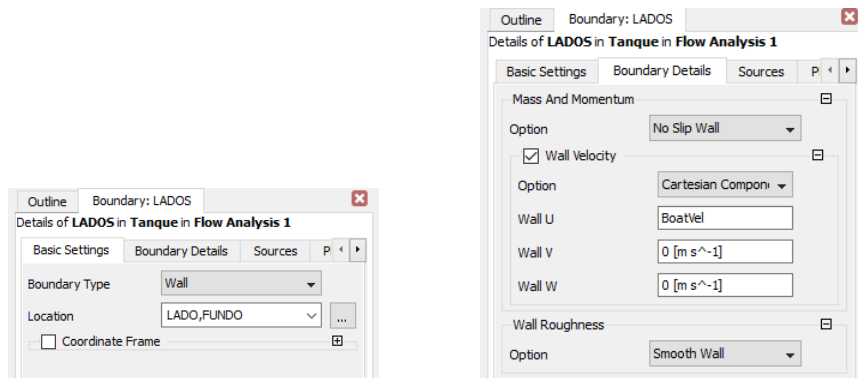 Outline Boundary: LADOS
Details of LADOS in Tanque in Flow Analysis 1
Basic Settings Boundary Details Sources
Boundary Type Wall
Location LADO,FUNDO ...
Coordinate Frame
Outline Boundary: LADOS
Details of LADOS in Tanque in Flow Analysis 1
Basic Settings Boundary Details Sources
Mass And Momentum
Option No Slip Wall
Wall Velocity
Option Cartesian Compon
Wall U BoatVel
Wall V 0 [m s^-1]
Wall W 0 [m s^-1]
Wall Roughness
Option Smooth Wall